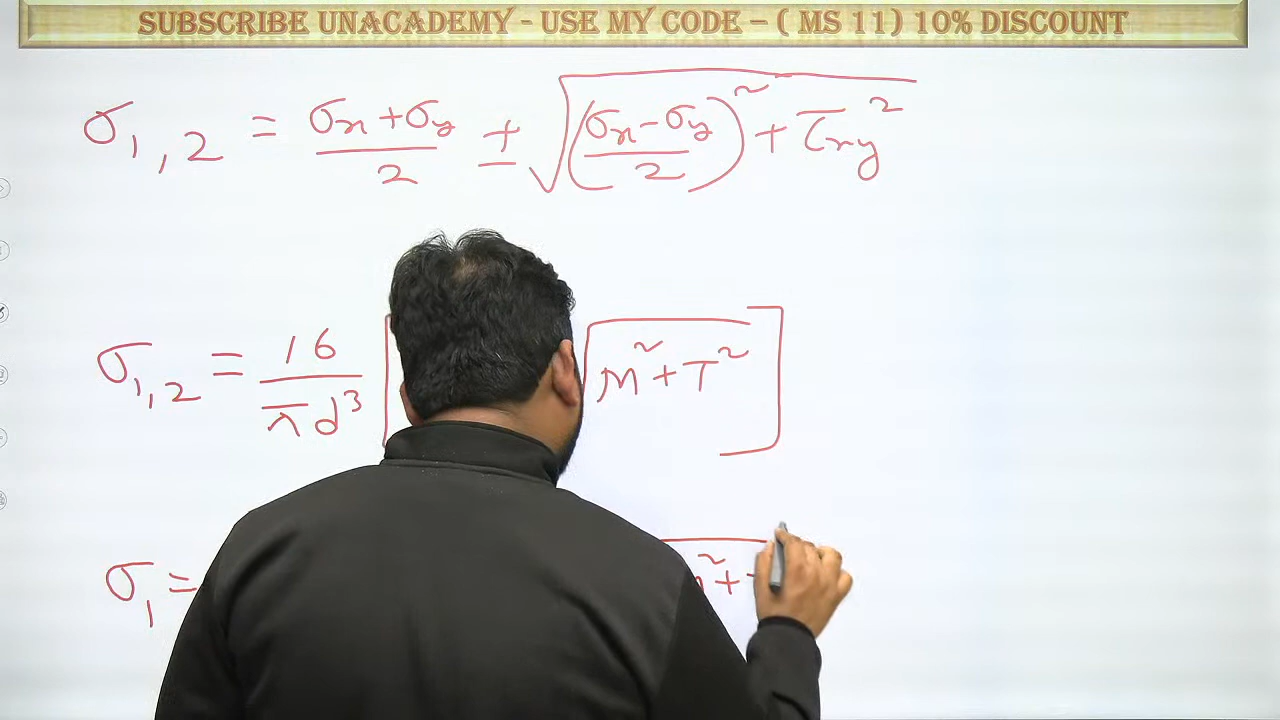 SUBSCRIBE UNACADEMY - USE MY CODE – ( MS 11) 10% DISCOUNT
σ₁,₂ = (σx + σy)/2 ± √(((σx - σy)/2)² + τxy²)
σ₁,₂ = 16/(πd³) [ √(M² + T²) ]
σ₁ = ² +